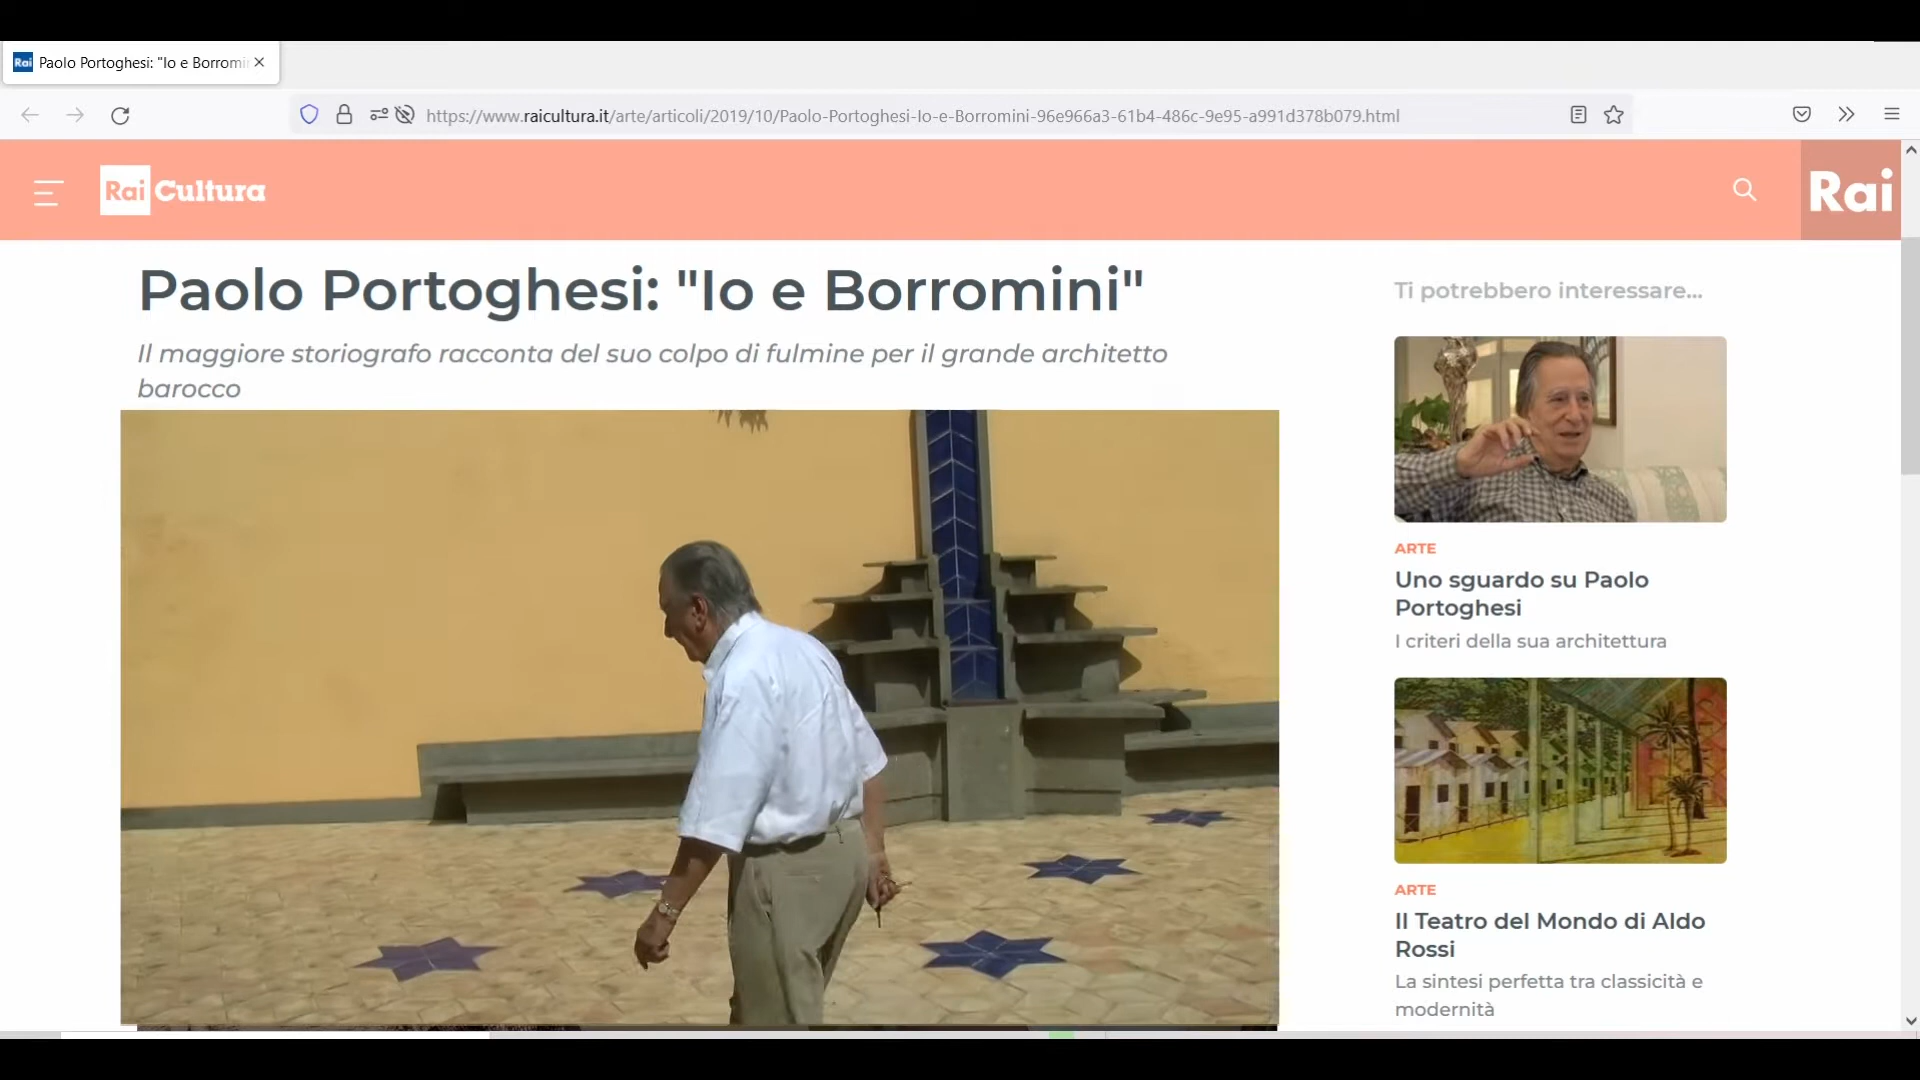 Rai Paolo Portoghesi: "Io e Borromi
https://www.raicultura.it/arte/articoli/2019/10/Paolo-Portoghesi-Io-e-Borromini-96e966a3-61b4-486c-9e95-a991d378b079.html
Rai Cultura
Rai
Paolo Portoghesi: "Io e Borromini"
Il maggiore storiografo racconta del suo colpo di fulmine per il grande architetto
barocco
Ti potrebbero interessare...
ARTE
Uno sguardo su Paolo
Portoghesi
I criteri della sua architettura
ARTE
Il Teatro del Mondo di Aldo
Rossi
La sintesi perfetta tra classicità e
modernità